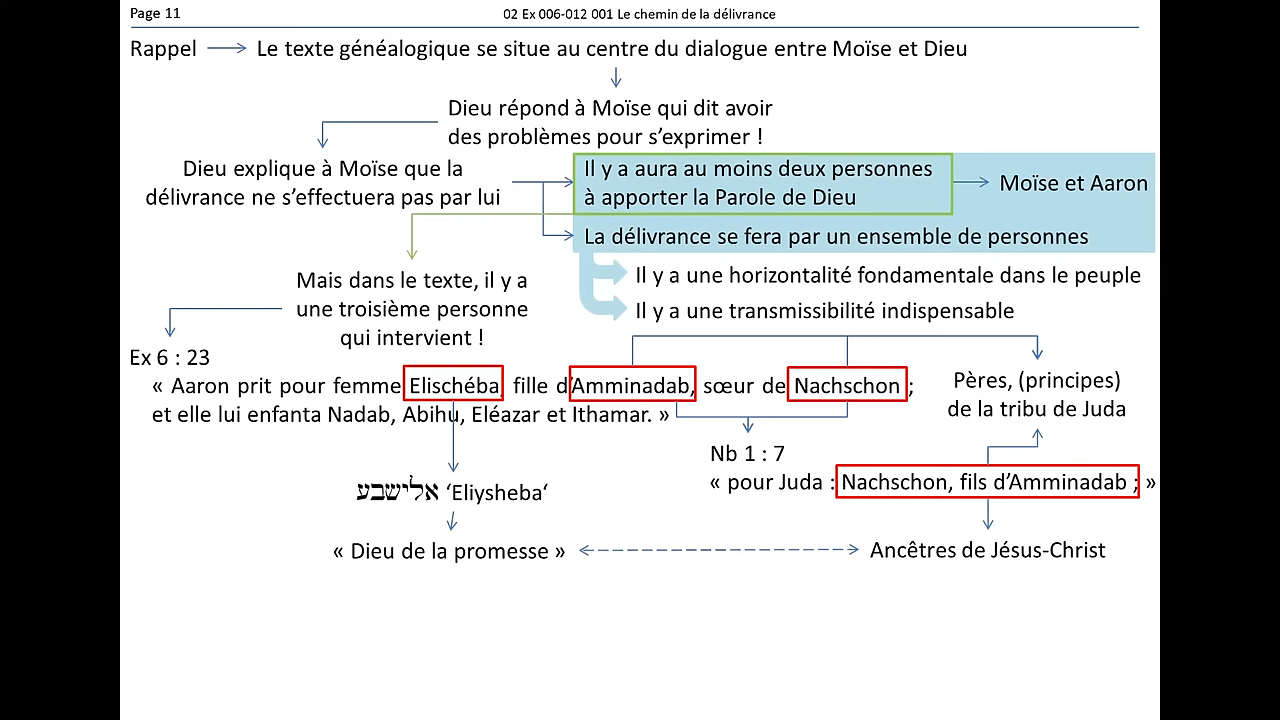 Page 11
02 Ex 006-012 001 Le chemin de la délivrance
Rappel
Le texte généalogique se situe au centre du dialogue entre Moïse et Dieu
Dieu répond à Moïse qui dit avoir
des problèmes pour s’exprimer !
Dieu explique à Moïse que la
délivrance ne s’effectuera pas par lui
Il y a aura au moins deux personnes
à apporter la Parole de Dieu
Moïse et Aaron
La délivrance se fera par un ensemble de personnes
Il y a une horizontalité fondamentale dans le peuple
Il y a une transmissibilité indispensable
Mais dans le texte, il y a
une troisième personne
qui intervient !
Ex 6 : 23
« Aaron prit pour femme Elischéba, fille d’Amminadab, sœur de Nachschon ;
et elle lui enfanta Nadab, Abihu, Eléazar et Ithamar. »
Pères, (principes)
de la tribu de Juda
Nb 1 : 7
« pour Juda : Nachschon, fils d’Amminadab ; »
אלישבע ‘Eliysheba‘
« Dieu de la promesse »
Ancêtres de Jésus-Christ